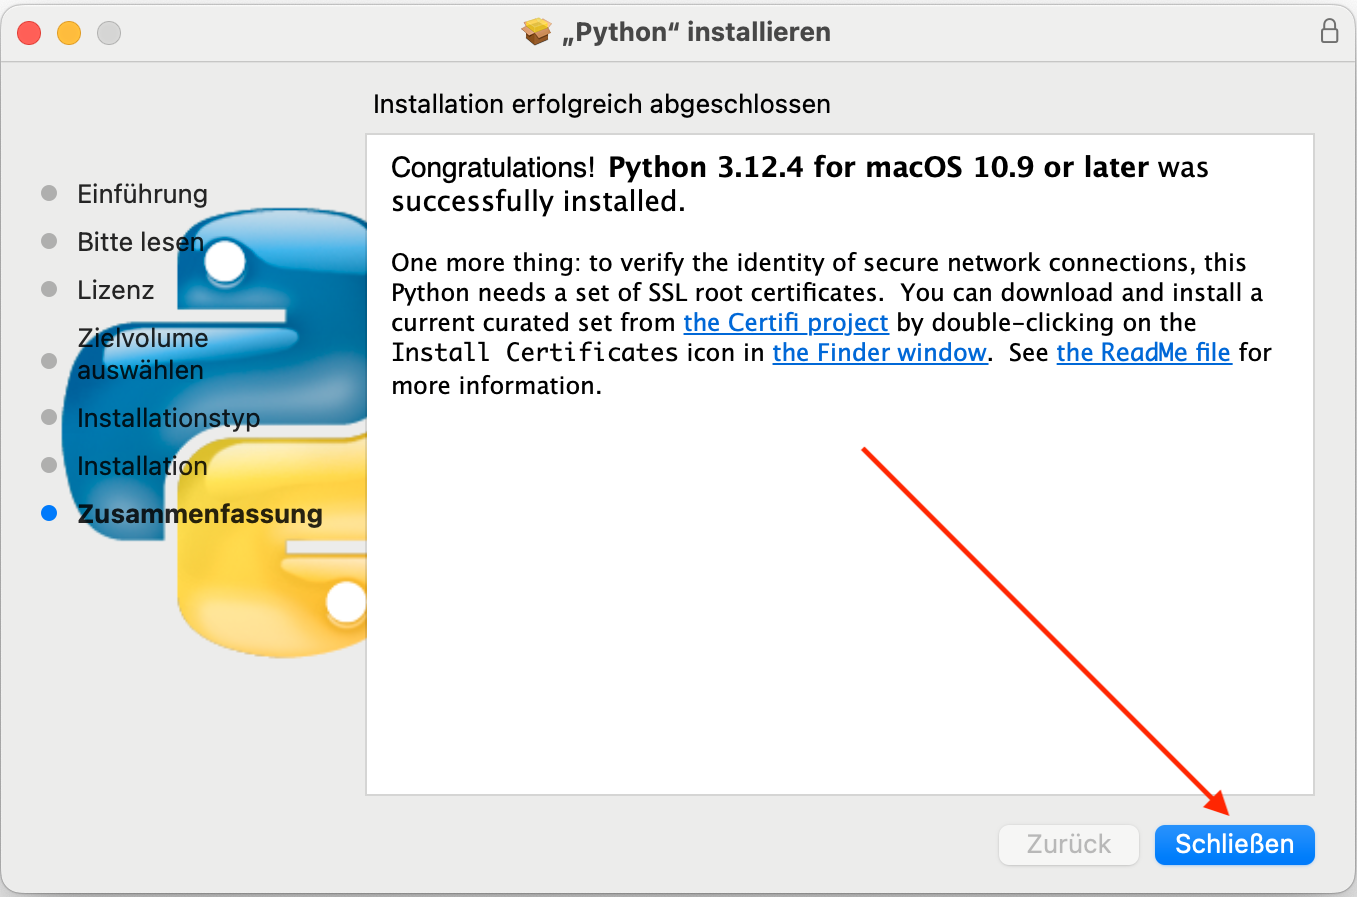 „Python“ installieren
Installation erfolgreich abgeschlossen
Einführung
Bitte lesen
Lizenz
Zielvolume
auswählen
Installationstyp
Installation
Zusammenfassung
Congratulations! Python 3.12.4 for macOS 10.9 or later was
successfully installed.
One more thing: to verify the identity of secure network connections, this
Python needs a set of SSL root certificates. You can download and install a
current curated set from the Certifi project by double-clicking on the
Install Certificates icon in the Finder window. See the ReadMe file for
more information.
Zurück
Schließen